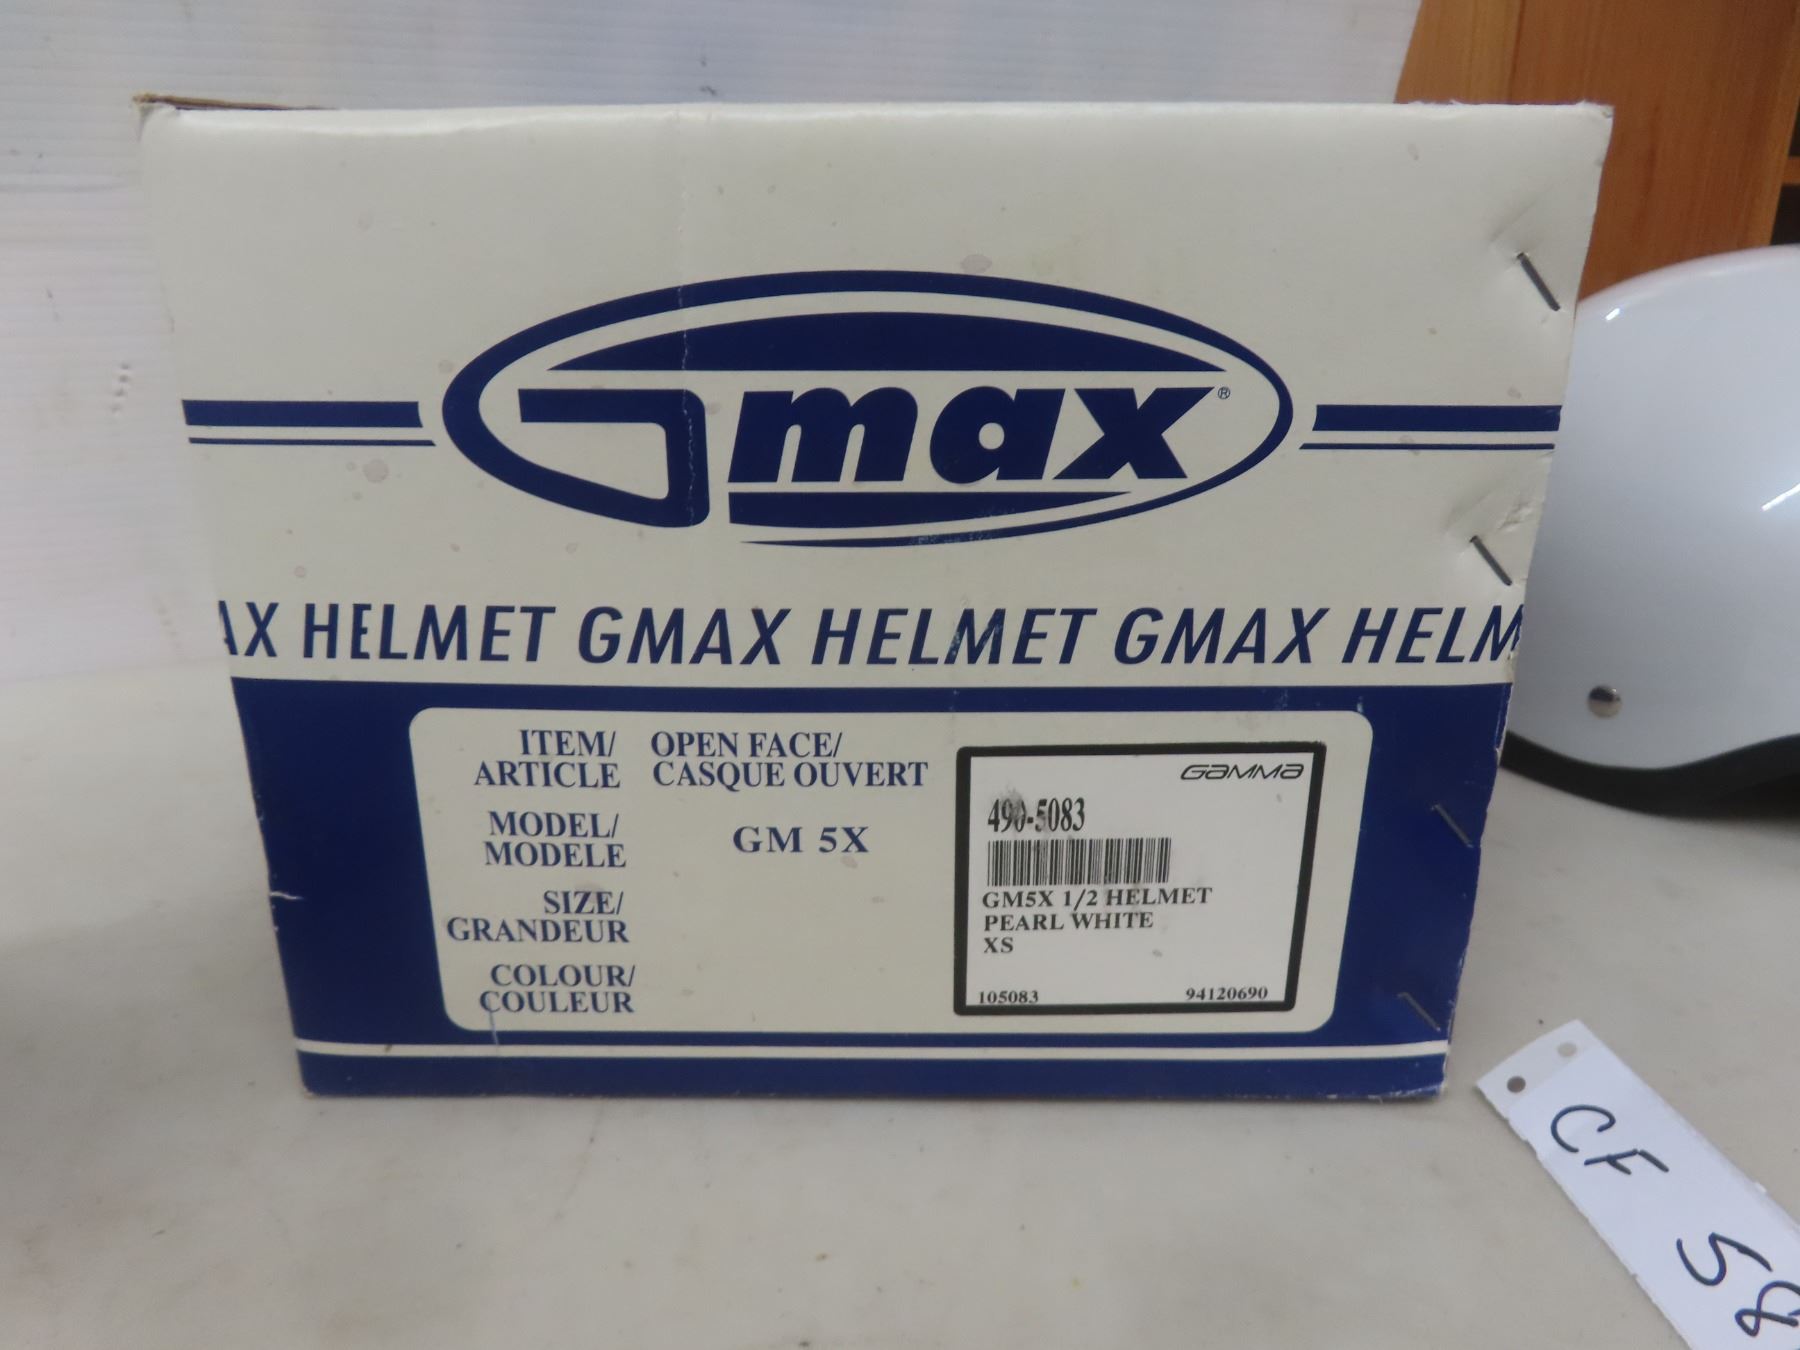 Gmax®
AX HELMET GMAX HELMET GMAX HELM
ITEM/ OPEN FACE/
ARTICLE CASQUE OUVERT
MODEL/
MODELE GM 5X
SIZE/
GRANDEUR
COLOUR/
COULEUR
GAMMA
490-5083
GM5X 1/2 HELMET
PEARL WHITE
XS
105083 94120690
CF 58